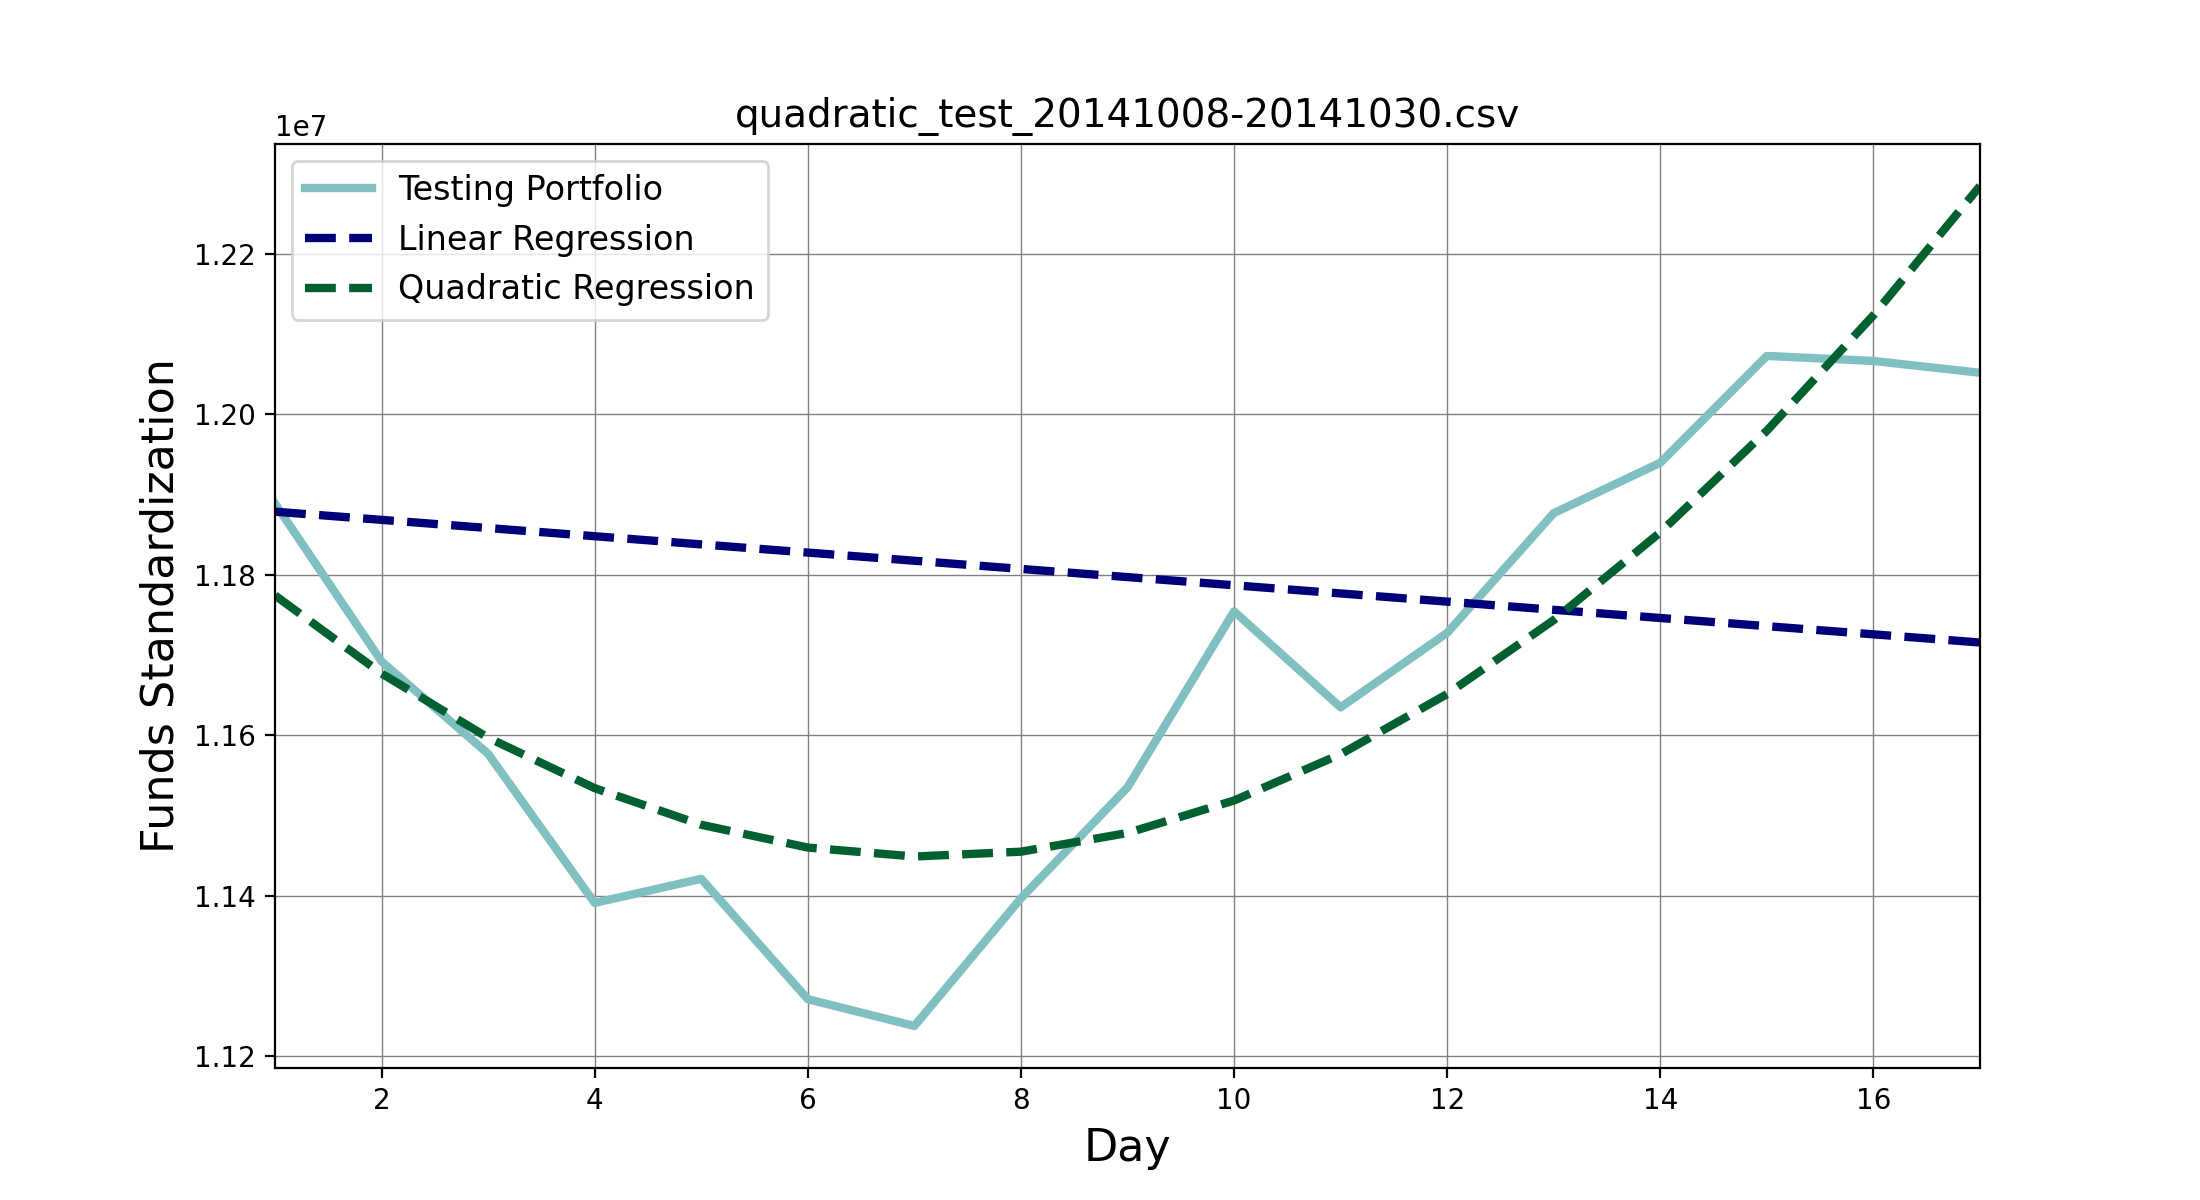 quadratic_test_20141008-20141030.csv
1e7
Testing Portfolio
Linear Regression
Quadratic Regression
1.22
1.20
1.18
1.16
1.14
1.12
Funds Standardization
2 4 6 8 10 12 14 16
Day